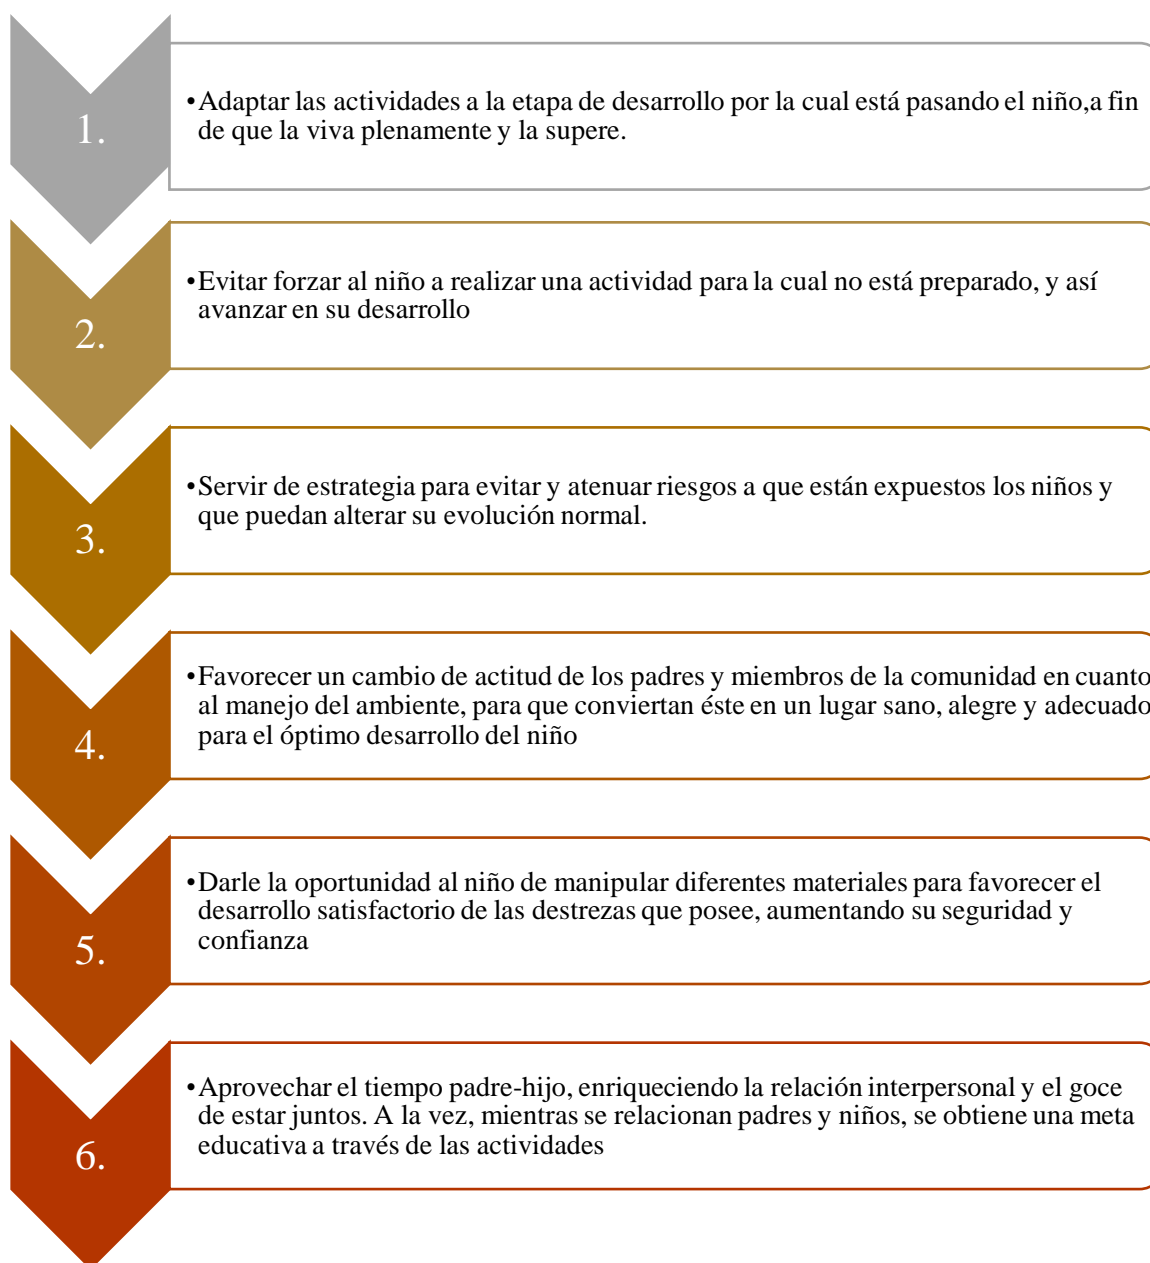 1.
•Adaptar las actividades a la etapa de desarrollo por la cual está pasando el niño,a fin
de que la viva plenamente y la supere.
2.
•Evitar forzar al niño a realizar una actividad para la cual no está preparado, y así
avanzar en su desarrollo
3.
•Servir de estrategia para evitar y atenuar riesgos a que están expuestos los niños y
que puedan alterar su evolución normal.
4.
•Favorecer un cambio de actitud de los padres y miembros de la comunidad en cuanto
al manejo del ambiente, para que conviertan éste en un lugar sano, alegre y adecuado
para el óptimo desarrollo del niño
5.
•Darle la oportunidad al niño de manipular diferentes materiales para favorecer el
desarrollo satisfactorio de las destrezas que posee, aumentando su seguridad y
confianza
6.
•Aprovechar el tiempo padre-hijo, enriqueciendo la relación interpersonal y el goce
de estar juntos. A la vez, mientras se relacionan padres y niños, se obtiene una meta
educativa a través de las actividades